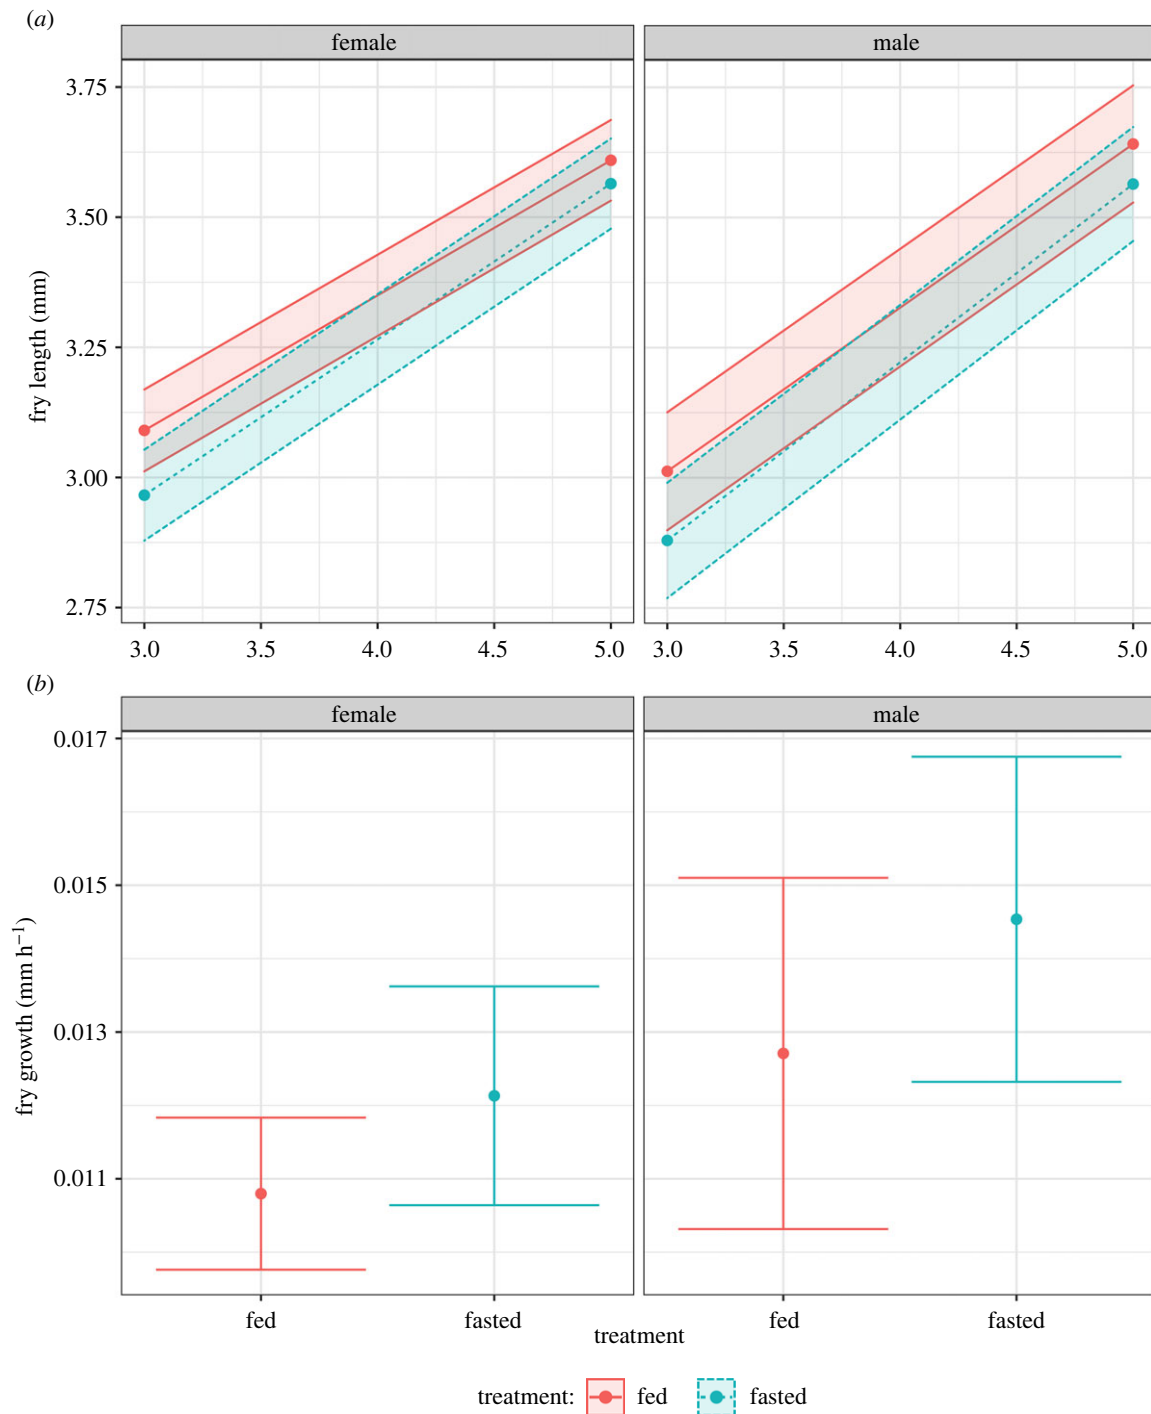 (a)
female male
3.75
3.50
3.25
3.00
2.75
fry length (mm)
3.0 3.5 4.0 4.5 5.0 3.0 3.5 4.0 4.5 5.0
(b)
female male
0.017
0.015
0.013
0.011
fry growth (mm h⁻¹)
fed fasted fed fasted
treatment
treatment: fed fasted